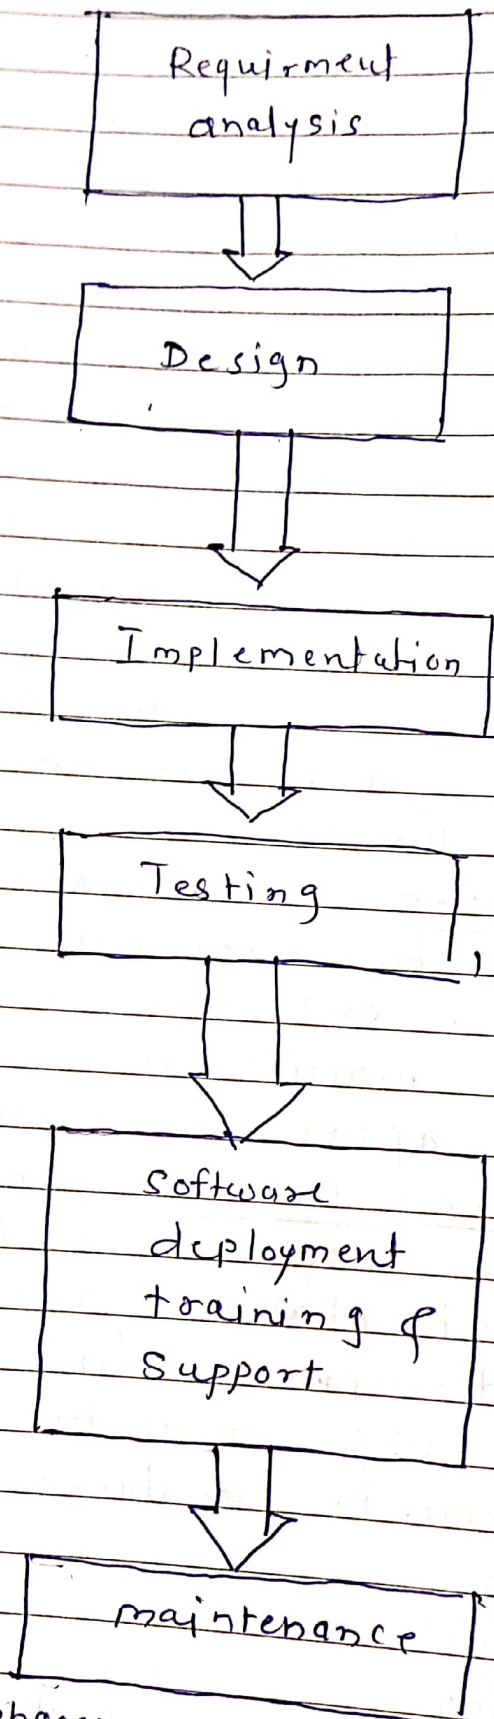 Requirment
analysis
Design
Implementation
Testing
Software
deployment
training &
Support
maintenance